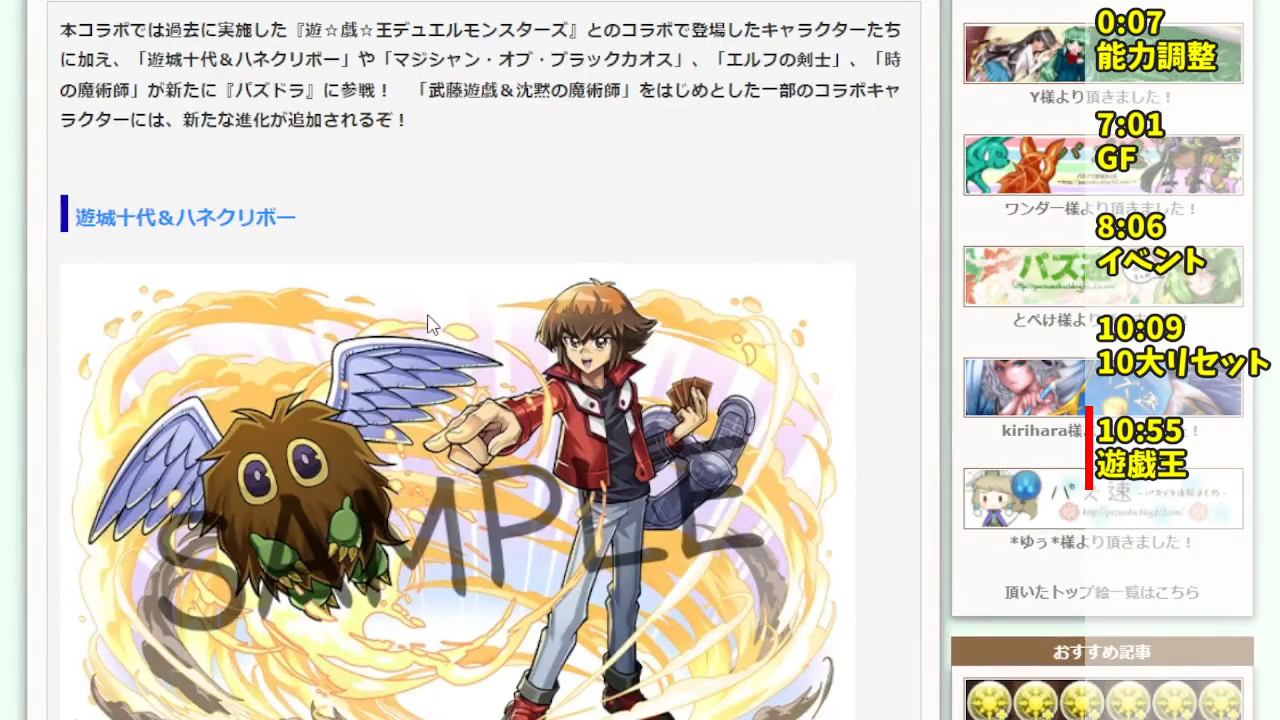 本コラボでは過去に実施した『遊☆戯☆王デュエルモンスターズ』とのコラボで登場したキャラクターたち
に加え、「遊城十代＆ハネクリボー」や「マジシャン・オブ・ブラックカオス」、「エルフの剣士」、「時
の魔術師」が新たに『パズドラ』に参戦！　「武藤遊戯＆沈黙の魔術師」をはじめとした一部のコラボキャ
ラクターには、新たな進化が追加されるぞ！
遊城十代＆ハネクリボー
SAMPLE
0:07
能力調整
Y様より頂きました！
7:01
GF
ワンダー様より頂きました！
8:06
イベント
パズ
とぺけ様より
10:09
10大リセット
kirihara様
10:55
遊戯王
パズ速
*ゆぅ*様より頂きました！
頂いたトップ絵一覧はこちら
おすすめ記事